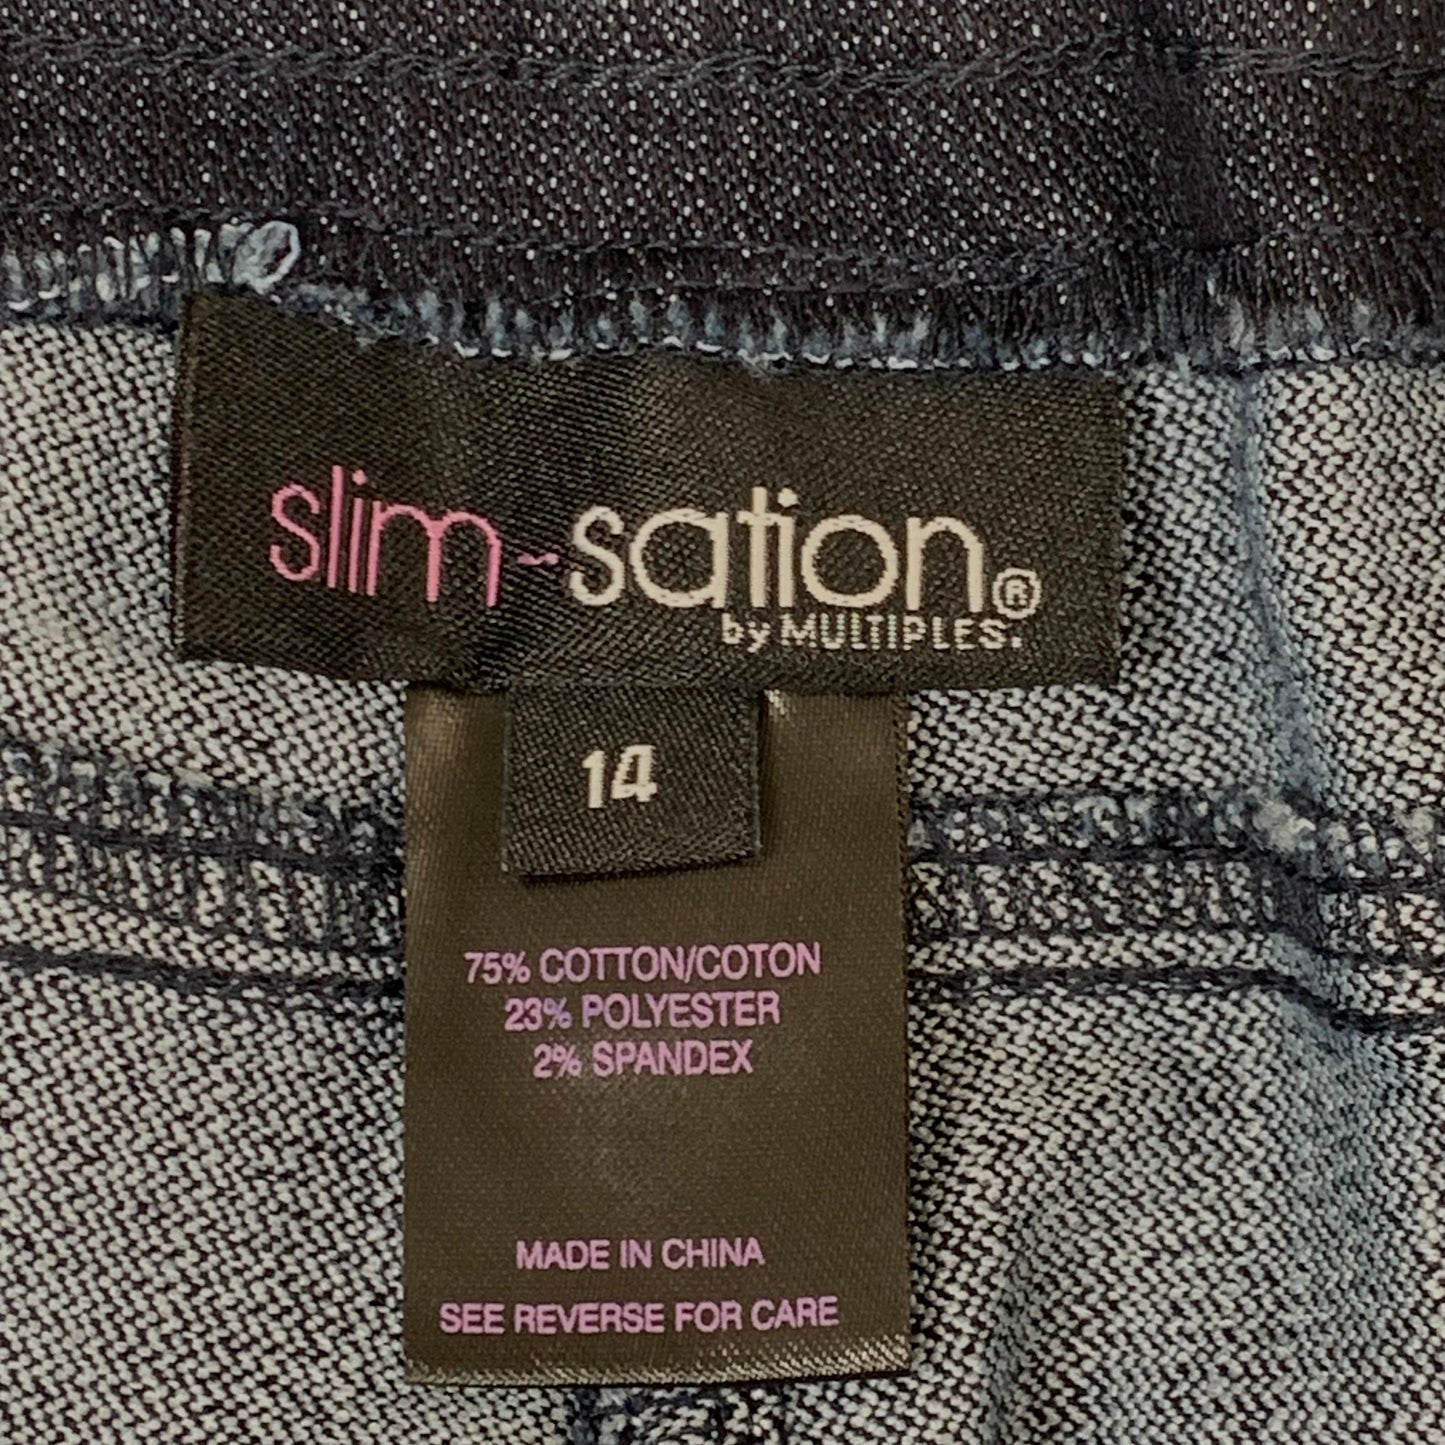 slim-sation®
by MULTIPLES.
14
75% COTTON/COTON
23% POLYESTER
2% SPANDEX
MADE IN CHINA
SEE REVERSE FOR CARE